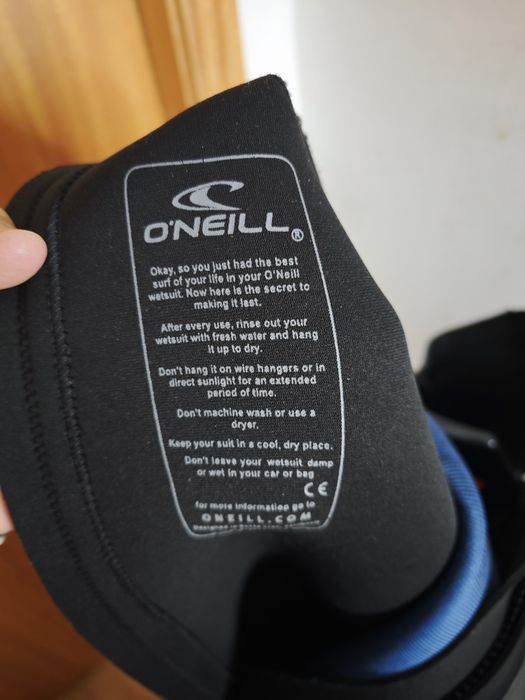 O'NEILL®
Okay, so you just had the best
surf of your life in your O'Neill
wetsuit. Now here is the secret to
making it last.
After every use, rinse out your
wetsuit with fresh water and hang
it up to dry.
Don't hang it on wire hangers or in
direct sunlight for an extended
period of time.
Don't machine wash or use a
dryer.
Keep your suit in a cool, dry place.
Don't leave your wetsuit damp
or wet in your car or bag
CE
for more information go to
ONEILL.COM
Designed in